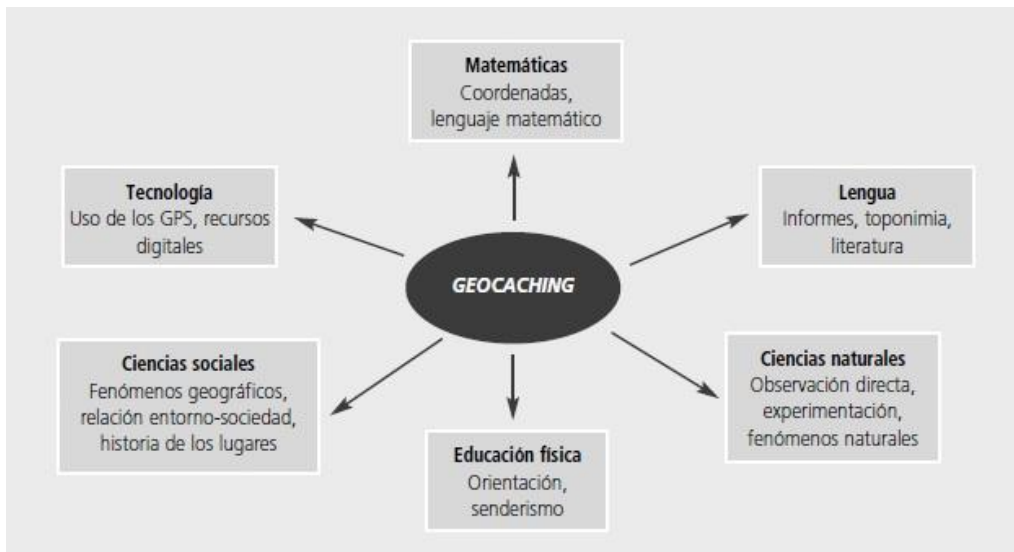 Matemáticas
Coordenadas,
lenguaje matemático
Tecnología
Uso de los GPS, recursos
digitales
Lengua
Informes, toponimia,
literatura
GEOCACHING
Ciencias sociales
Fenómenos geográficos,
relación entorno-sociedad,
historia de los lugares
Ciencias naturales
Observación directa,
experimentación,
fenómenos naturales
Educación física
Orientación,
senderismo